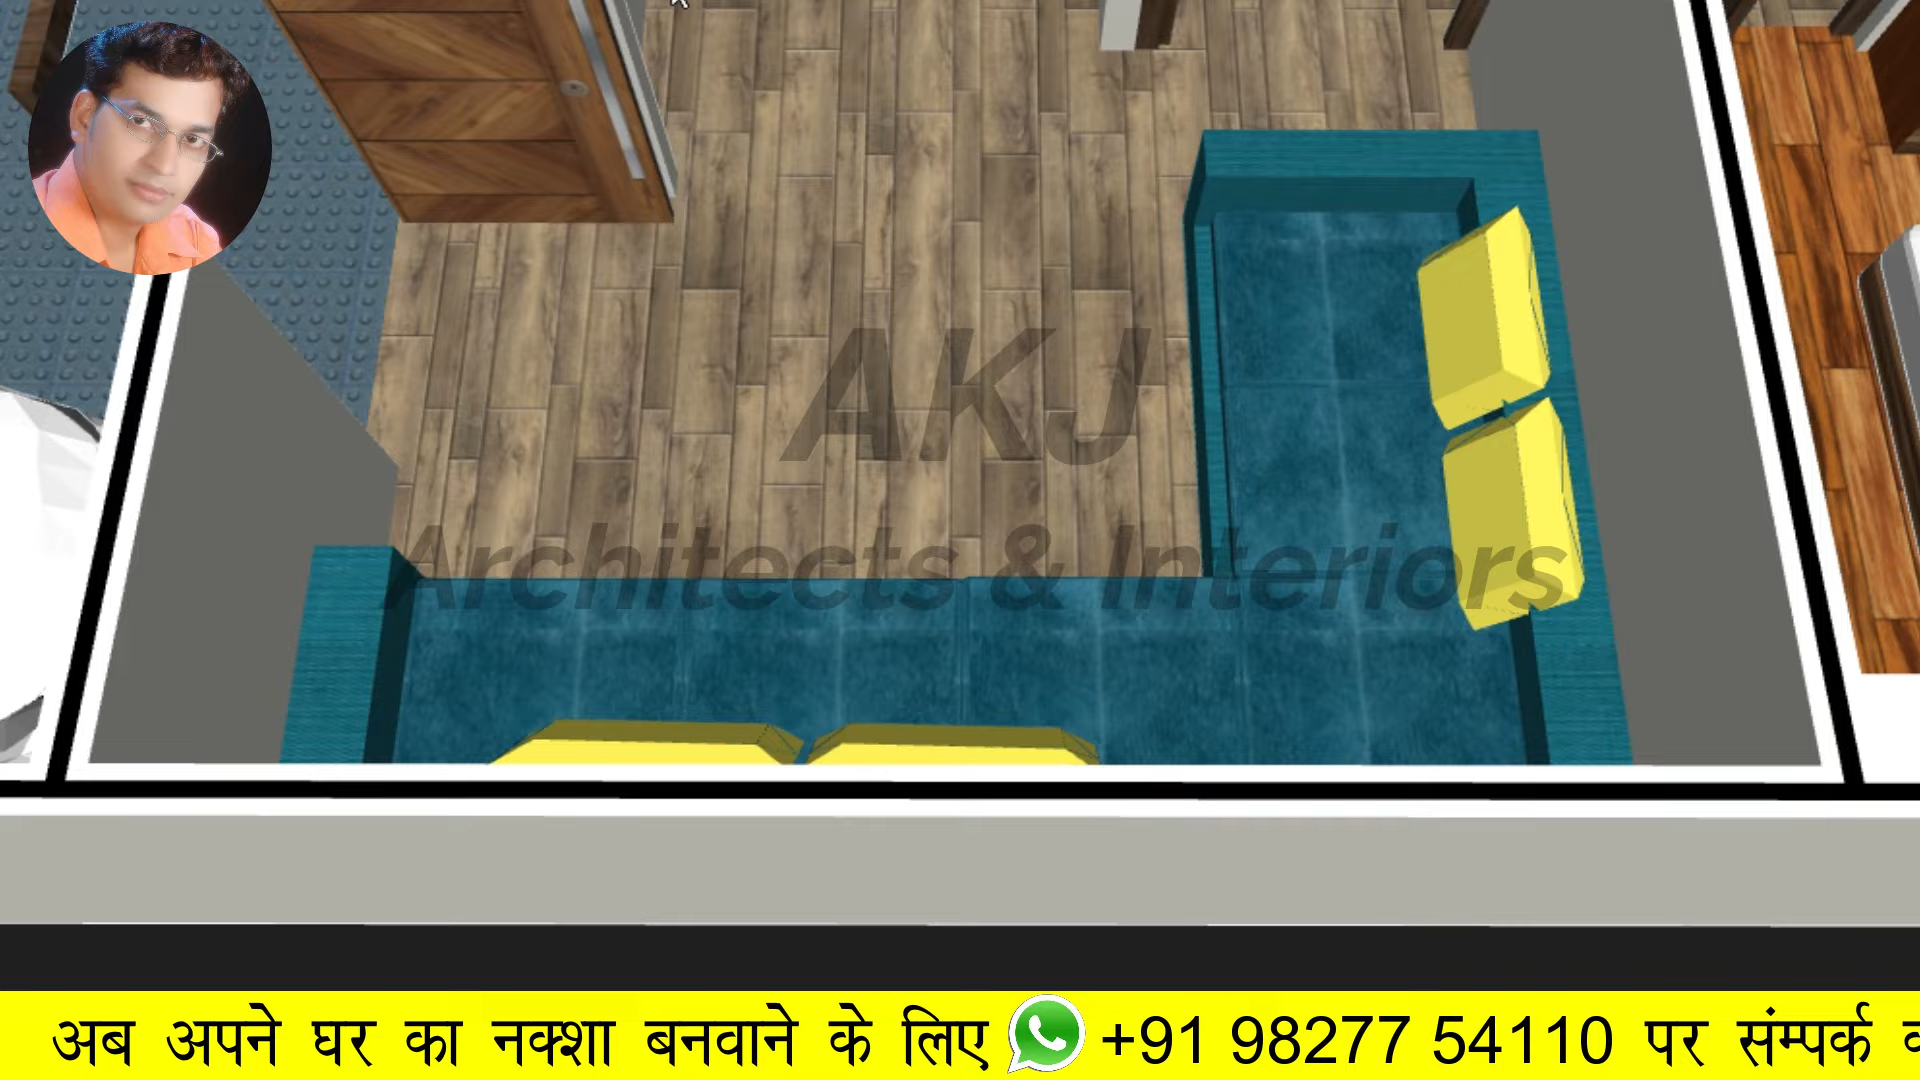 AKJ
Architects & Interiors
अब अपने घर का नक्शा बनवाने के लिए +91 98277 54110 पर संम्पर्क